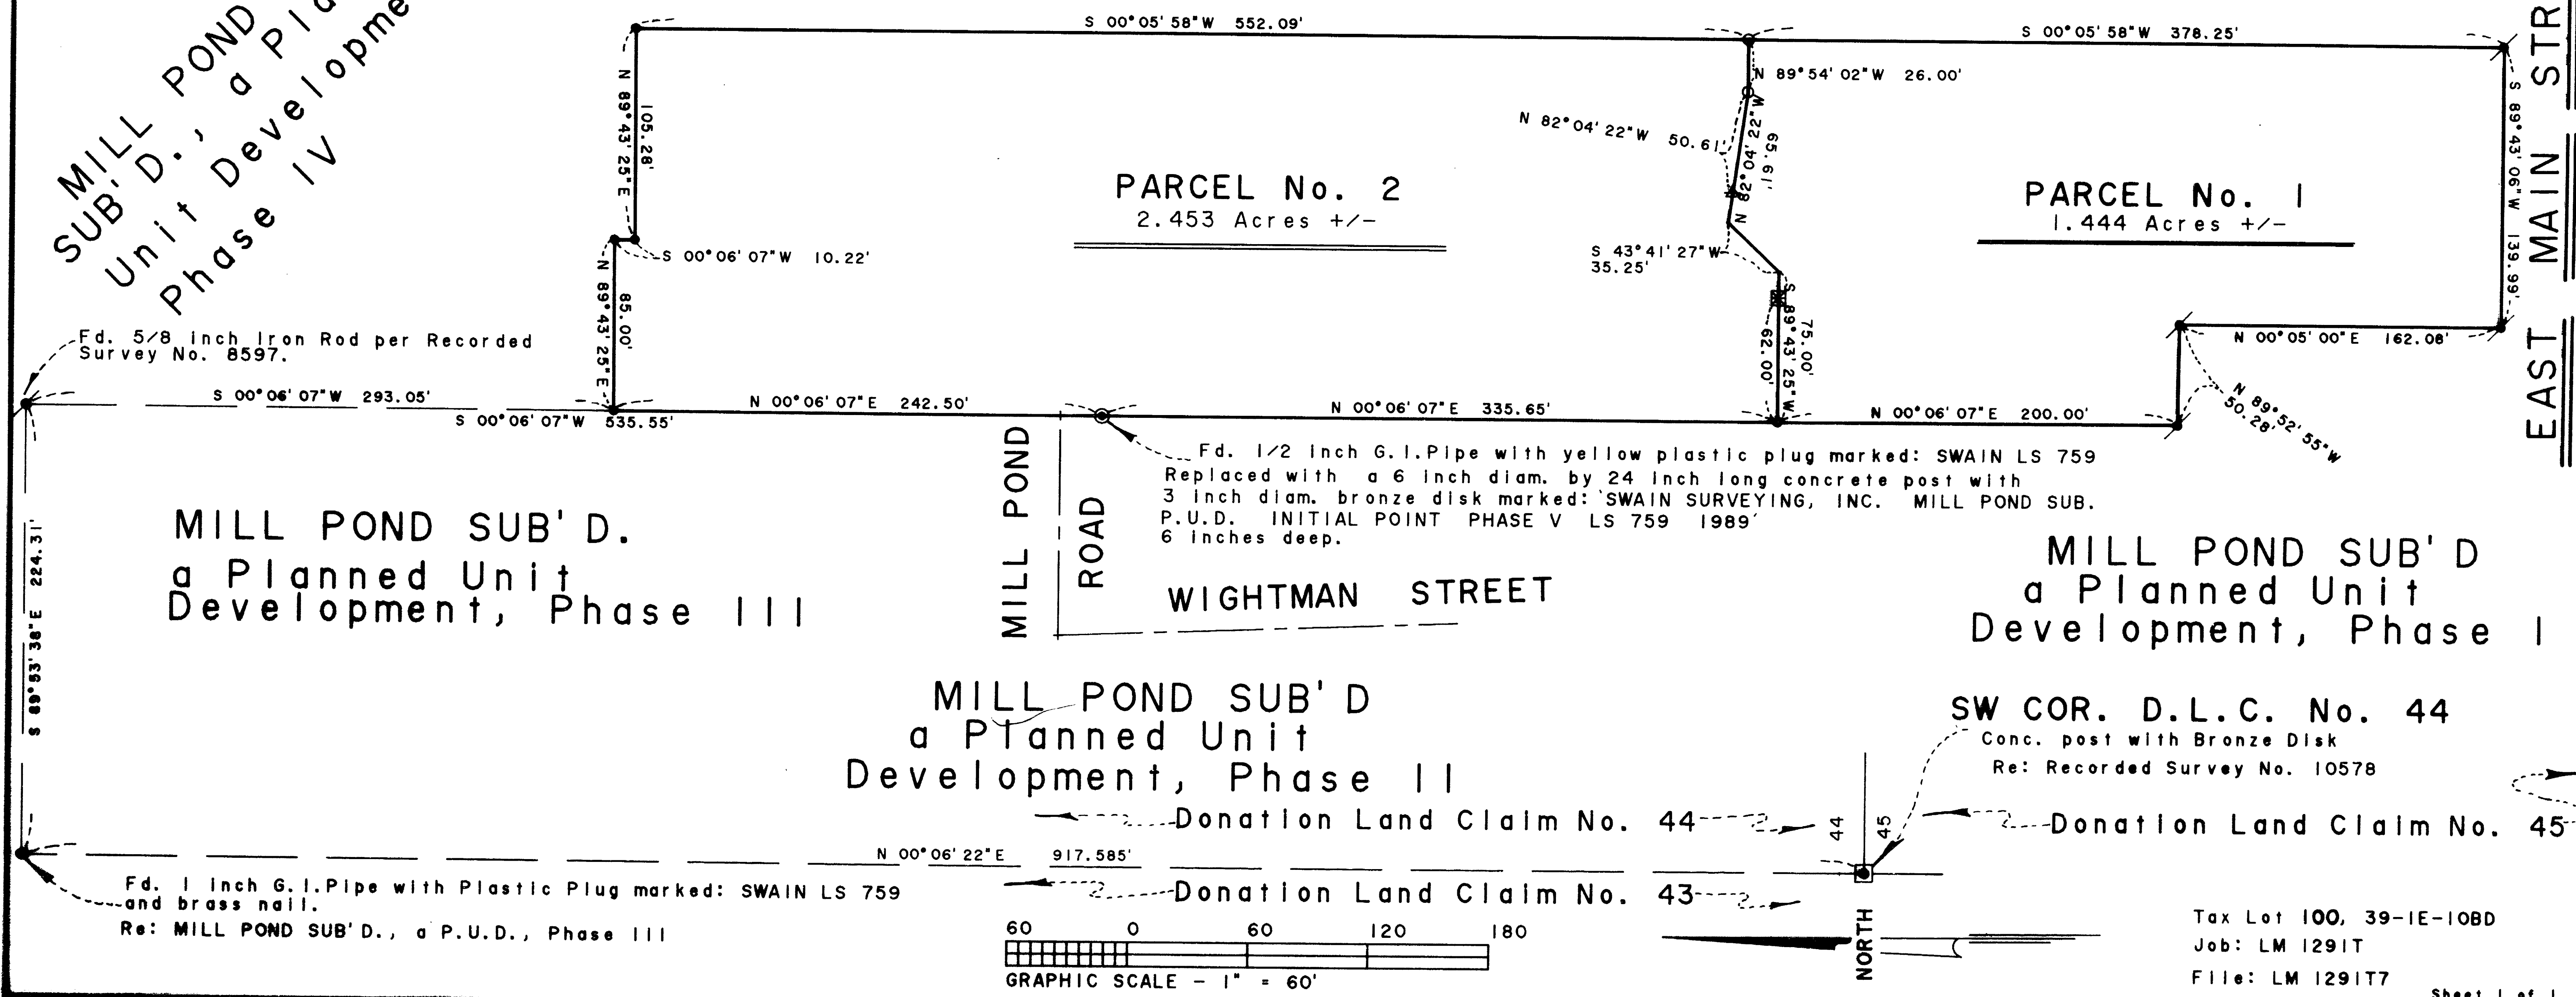 MILL POND
SUB'D., a
Unit Developme
Phase IV
S 00°05'58"W 552.09'
S 00°05'58"W 378.25'
N 89°43'25"E
105.28'
N 89°54'02"W 26.00'
N 82°04'22"W 50.61'
N 82°04'22"W
65.61'
S 89°43'06"W 139.99'
EAST MAIN STR
PARCEL No. 2
2.453 Acres +/-
PARCEL No. 1
1.444 Acres +/-
S 00°06'07"W 10.22'
S 43°41'27"W
35.25'
N 89°43'25"E
85.00'
S 89°43'25"W
75.00'
62.00'
N 00°05'00"E 162.08'
N 89°52'55"W
50.28'
Fd. 5/8 inch Iron Rod per Recorded
Survey No. 8597.
S 00°06'07"W 293.05'
S 00°06'07"W 535.55'
N 00°06'07"E 242.50'
N 00°06'07"E 335.65'
N 00°06'07"E 200.00'
Fd. 1/2 inch G.I.Pipe with yellow plastic plug marked: SWAIN LS 759
Replaced with a 6 inch diam. by 24 inch long concrete post with
3 inch diam. bronze disk marked: 'SWAIN SURVEYING, INC. MILL POND SUB.
P.U.D. INITIAL POINT PHASE V LS 759 1989'
6 inches deep.
MILL POND
ROAD
WIGHTMAN STREET
S 89°53'38"E 224.31'
MILL POND SUB'D.
a Planned Unit
Development, Phase III
MILL POND SUB'D
a Planned Unit
Development, Phase I
MILL POND SUB'D
a Planned Unit
Development, Phase II
SW COR. D.L.C. No. 44
Conc. post with Bronze Disk
Re: Recorded Survey No. 10578
Donation Land Claim No. 44
44
45
Donation Land Claim No. 45
N 00°06'22"E 917.585'
Donation Land Claim No. 43
Fd. 1 inch G.I.Pipe with Plastic Plug marked: SWAIN LS 759
and brass nail.
Re: MILL POND SUB'D., a P.U.D., Phase III
60 0 60 120 180
GRAPHIC SCALE - 1" = 60'
NORTH
Tax Lot 100, 39-1E-10BD
Job: LM 1291T
File: LM 1291T7
Sheet 1 of 1